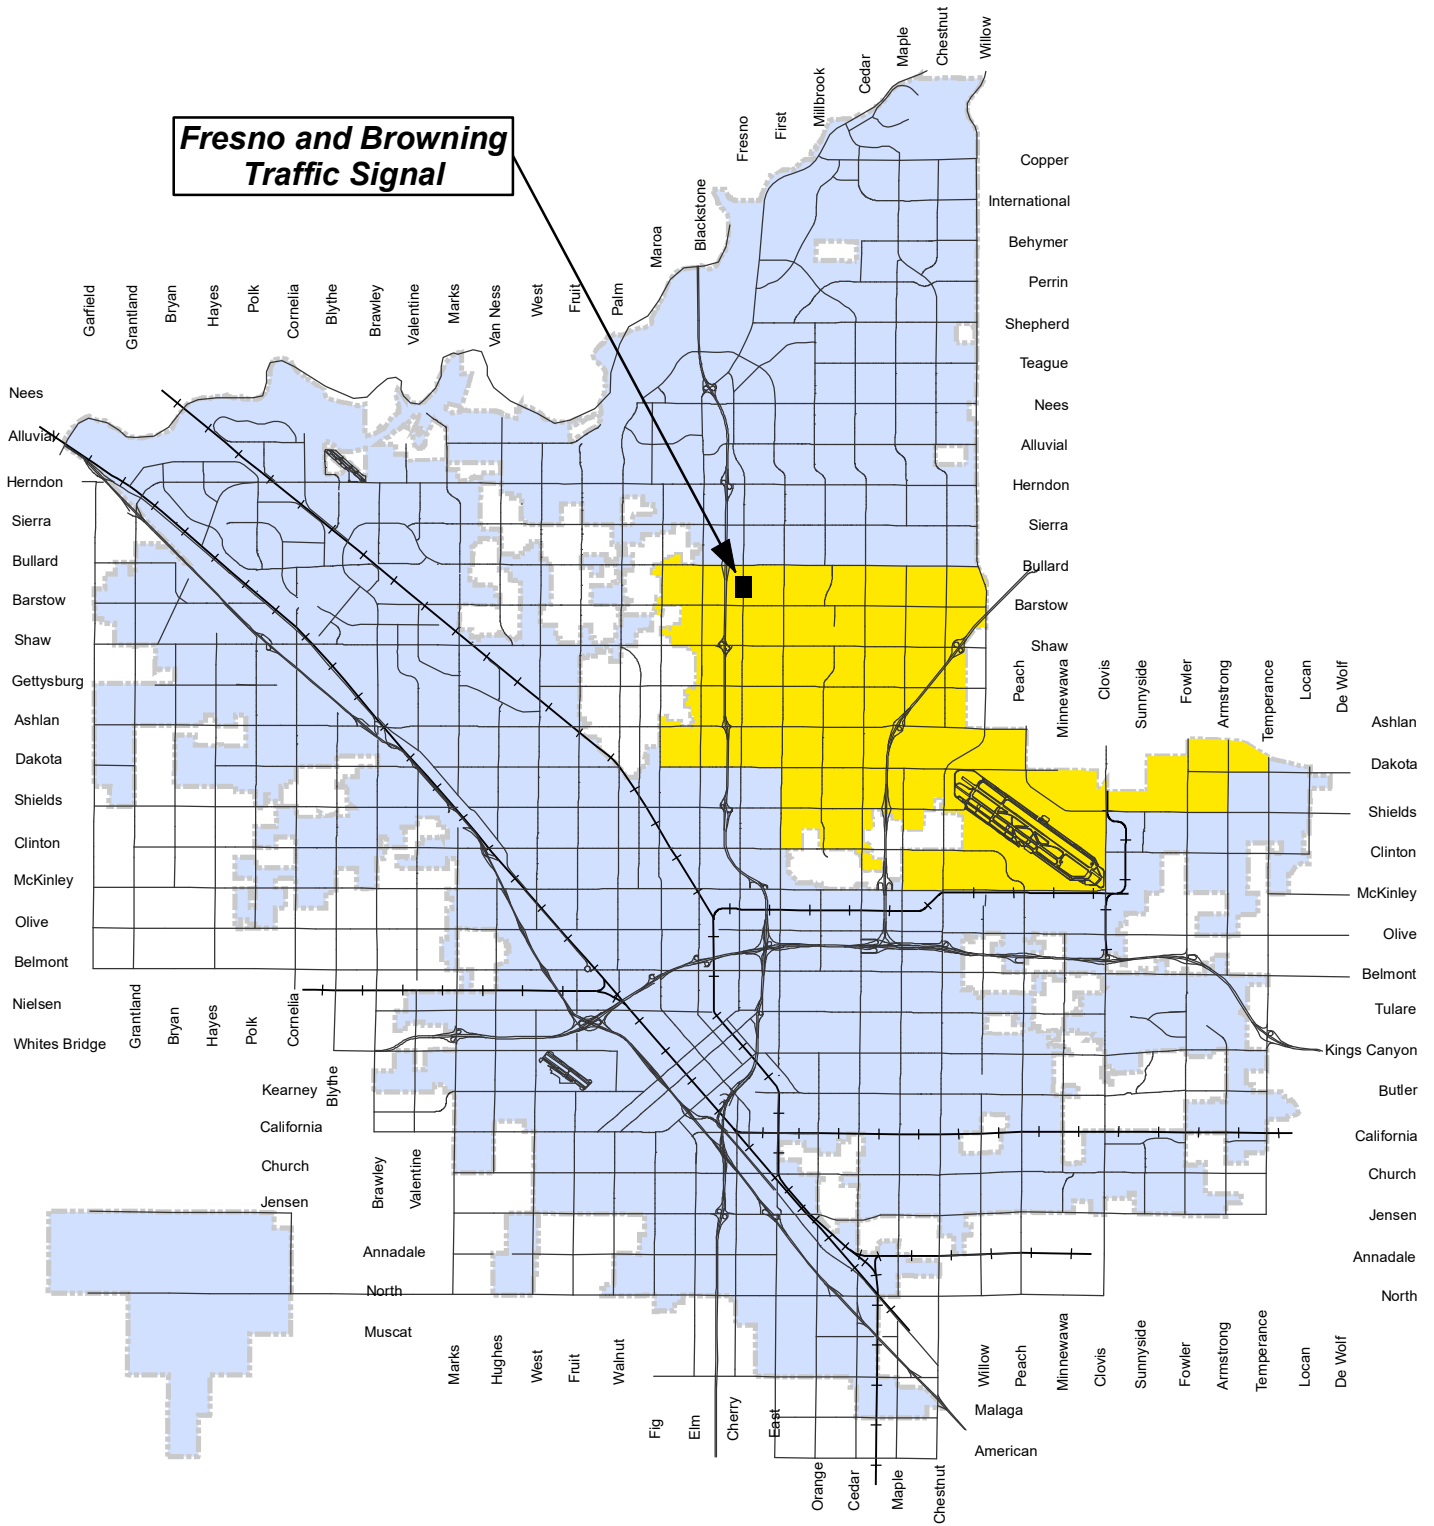 Fresno and Browning
Traffic Signal
Maroa
Blackstone
Fresno
First
Millbrook
Cedar
Maple
Chestnut
Willow
Garfield
Grantland
Bryan
Hayes
Polk
Cornelia
Blythe
Brawley
Valentine
Marks
Van Ness
West
Fruit
Palm
Copper
International
Behymer
Perrin
Shepherd
Teague
Nees
Alluvial
Herndon
Sierra
Bullard
Barstow
Shaw
Nees
Alluvial
Herndon
Sierra
Bullard
Barstow
Shaw
Gettysburg
Ashlan
Dakota
Shields
Clinton
McKinley
Olive
Belmont
Nielsen
Whites Bridge
Peach
Minnewawa
Clovis
Sunnyside
Fowler
Armstrong
Temperance
Locan
De Wolf
Ashlan
Dakota
Shields
Clinton
McKinley
Olive
Belmont
Tulare
Kings Canyon
Butler
California
Church
Jensen
Annadale
North
Grantland
Bryan
Hayes
Polk
Cornelia
Blythe
Kearney
California
Church
Jensen
Brawley
Valentine
Annadale
North
Muscat
Marks
Hughes
West
Fruit
Walnut
Fig
Elm
Cherry
East
Orange
Cedar
Maple
Chestnut
Willow
Peach
Minnewawa
Clovis
Sunnyside
Fowler
Armstrong
Temperance
Locan
De Wolf
Malaga
American